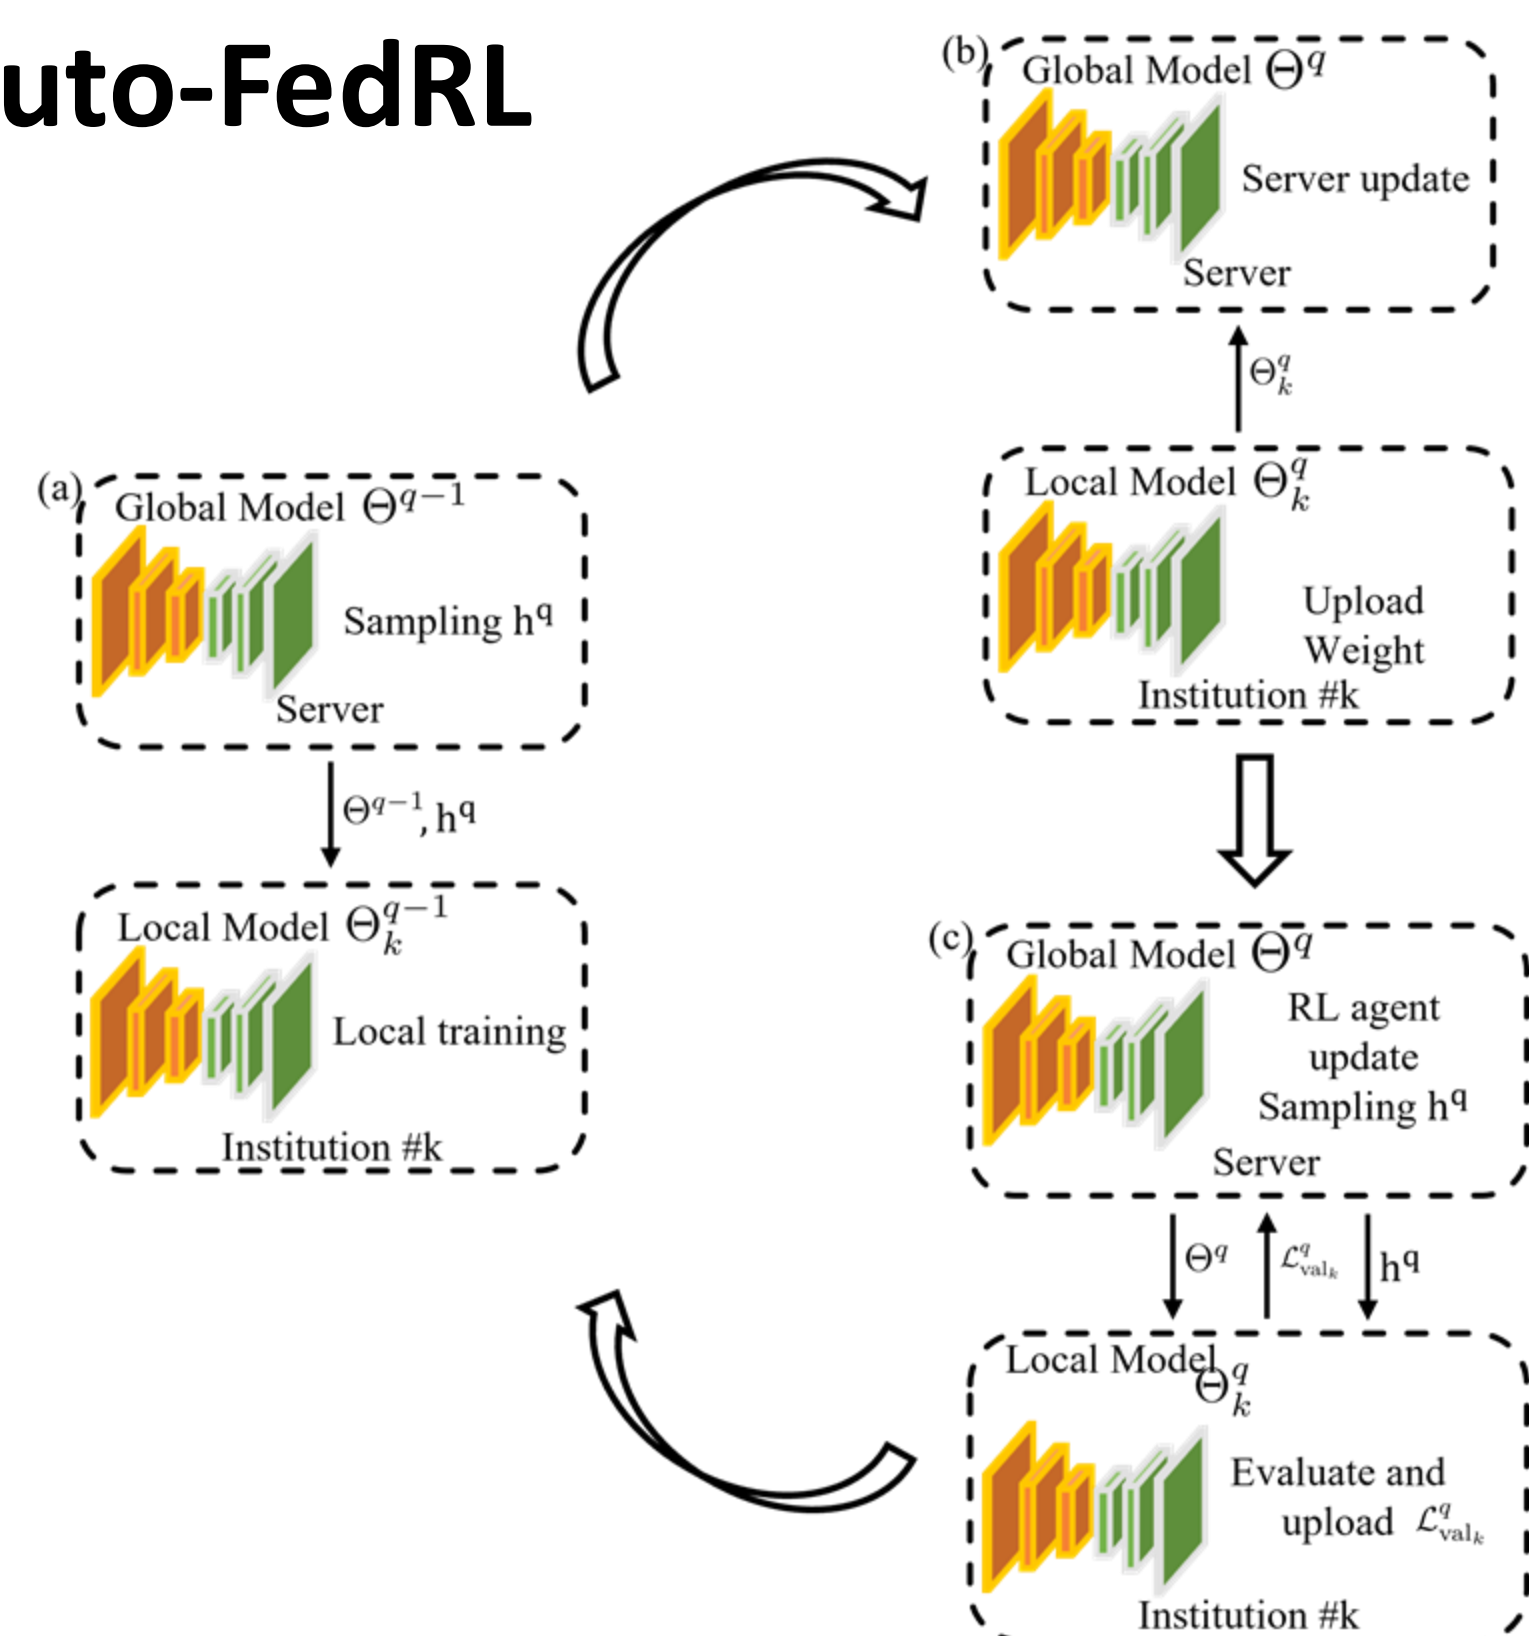 uto-FedRL
(a)
Global Model Θ^{q−1}
Sampling h^q
Server
Θ^{q−1}, h^q
Local Model Θ_k^{q−1}
Local training
Institution #k
(b)
Global Model Θ^q
Server update
Server
Θ_k^q
Local Model Θ_k^q
Upload
Weight
Institution #k
(c)
Global Model Θ^q
RL agent
update
Sampling h^q
Server
Θ^q
ℒ_{val_k}^q
h^q
Local Model
Θ_k^q
Evaluate and
upload ℒ_{val_k}^q
Institution #k